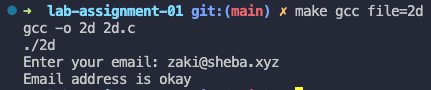 → lab-assignment-01 git:(main) ✗ make gcc file=2d
gcc -o 2d 2d.c
./2d
Enter your email: zaki@sheba.xyz
Email address is okay